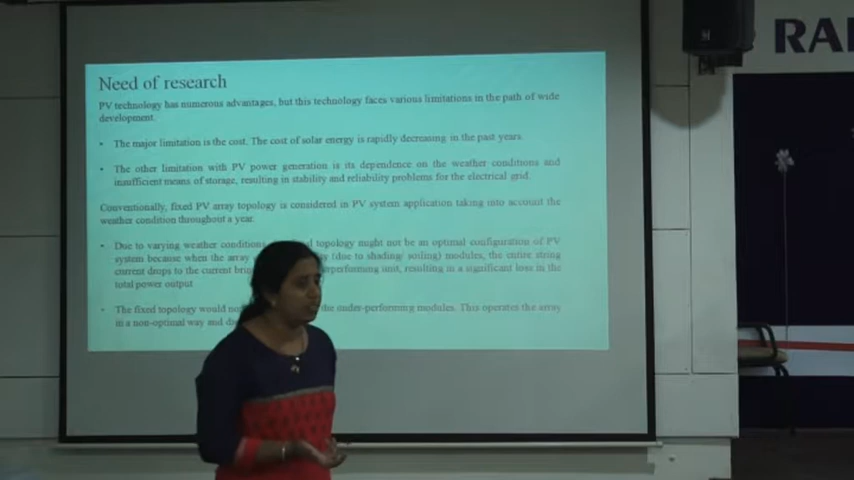 Need of research
PV technology has numerous advantages, but this technology faces various limitations in the path of wide
development.
• The major limitation is the cost. The cost of solar energy is rapidly decreasing in the past years.
• The other limitation with PV power generation is its dependence on the weather conditions and
insufficient means of storage, resulting in stability and reliability problems for the electrical grid.
Conventionally, fixed PV array topology is considered in PV system application taking into account the
weather condition throughout a year.
• Due to varying weather conditions topology might not be an optimal configuration of PV
system because when the array (due to shading/ soiling) modules, the entire string
current drops to the current unit, resulting in a significant loss in the
total power output
• The fixed topology would the under-performing modules. This operates the array
in a non-optimal way and